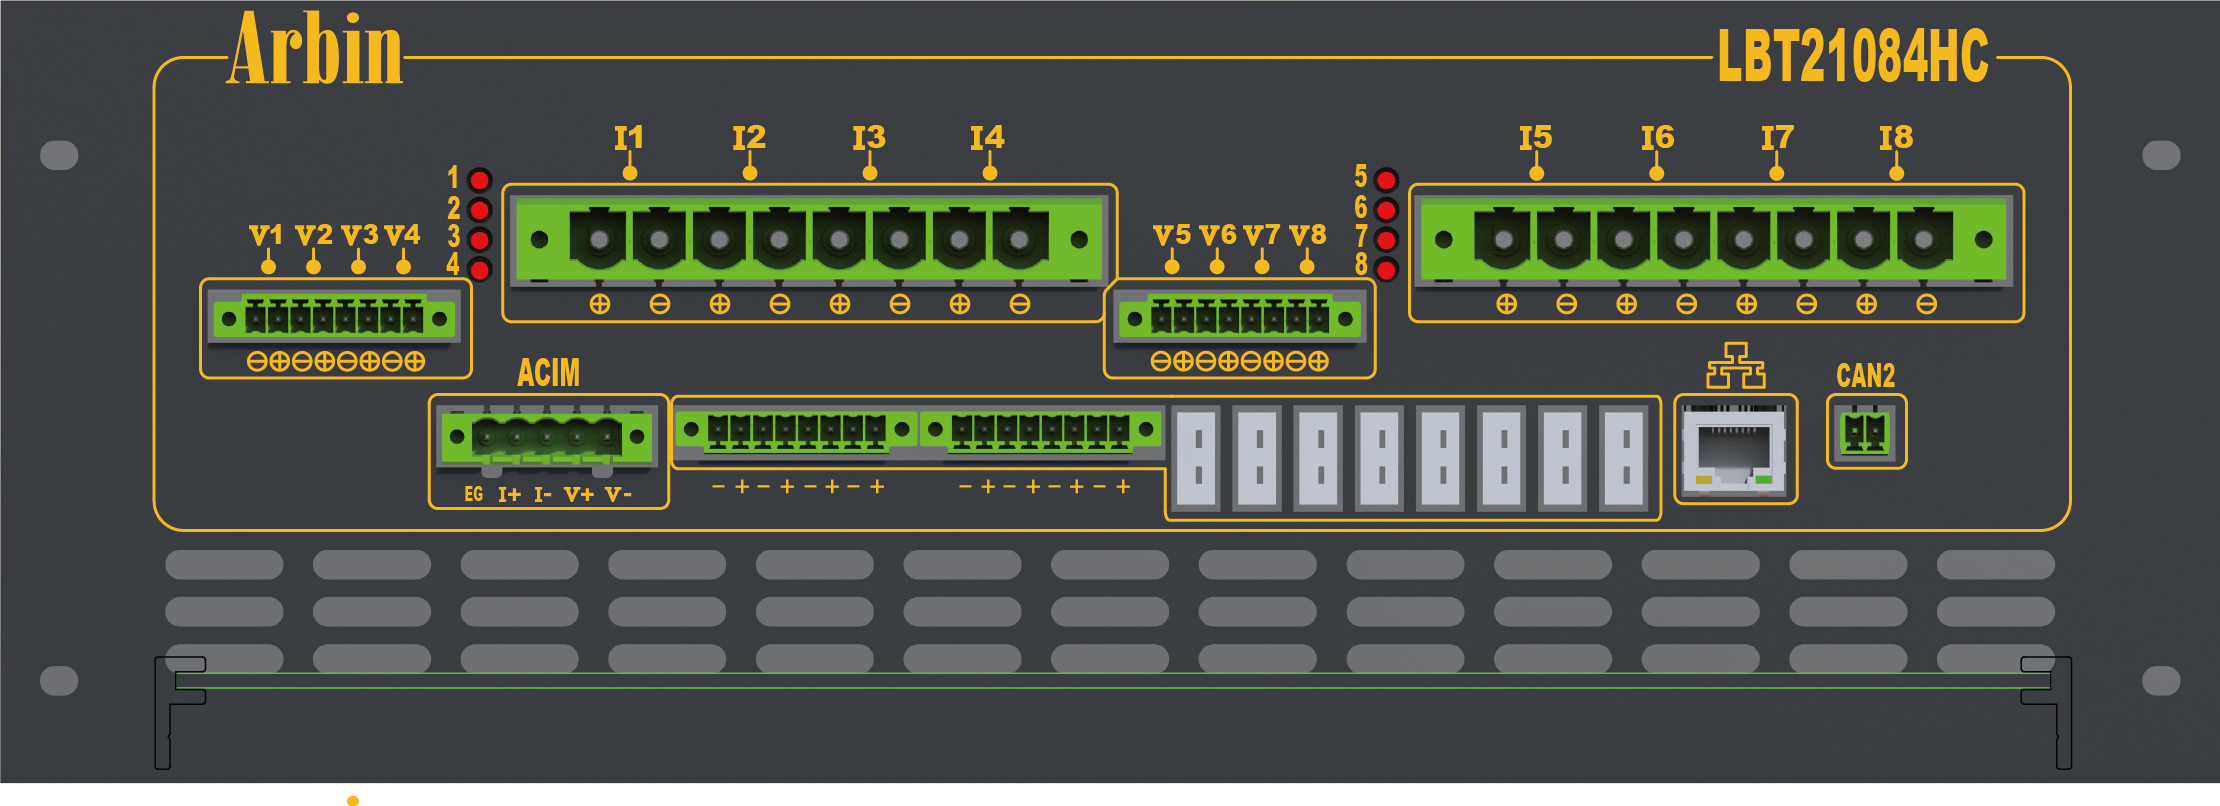 Arbin
LBT21084HC
I1 I2 I3 I4
I5 I6 I7 I8
1
2
3
4
5
6
7
8
V1 V2 V3 V4
V5 V6 V7 V8
⊕ ⊖ ⊕ ⊖ ⊕ ⊖ ⊕ ⊖
⊕ ⊖ ⊕ ⊖ ⊕ ⊖ ⊕ ⊖
⊖⊕⊖⊕⊖⊕⊖⊕
⊖⊕⊖⊕⊖⊕⊖⊕
ACIM
CAN2
EG I+ I- V+ V-
- + - + - + - +
- + - + - + - +